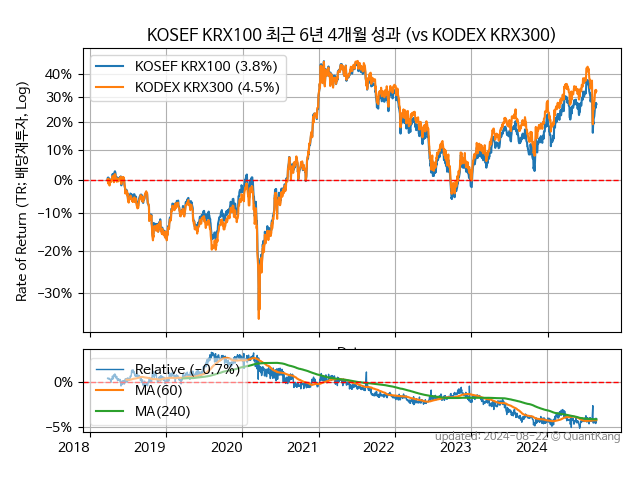 KOSEF KRX100 최근 6년 4개월 성과 (vs KODEX KRX300)
Rate of Return (TR: 배당재투자, Log)
KOSEF KRX100 (3.8%)
KODEX KRX300 (4.5%)
40%
30%
20%
10%
0%
−10%
−30%
Relative (−0.7%)
MA(60)
MA(240)
0%
−5%
2018
2019
2020
2021
2022
2023
2024
updated: 2024-08-22 © QuantKang